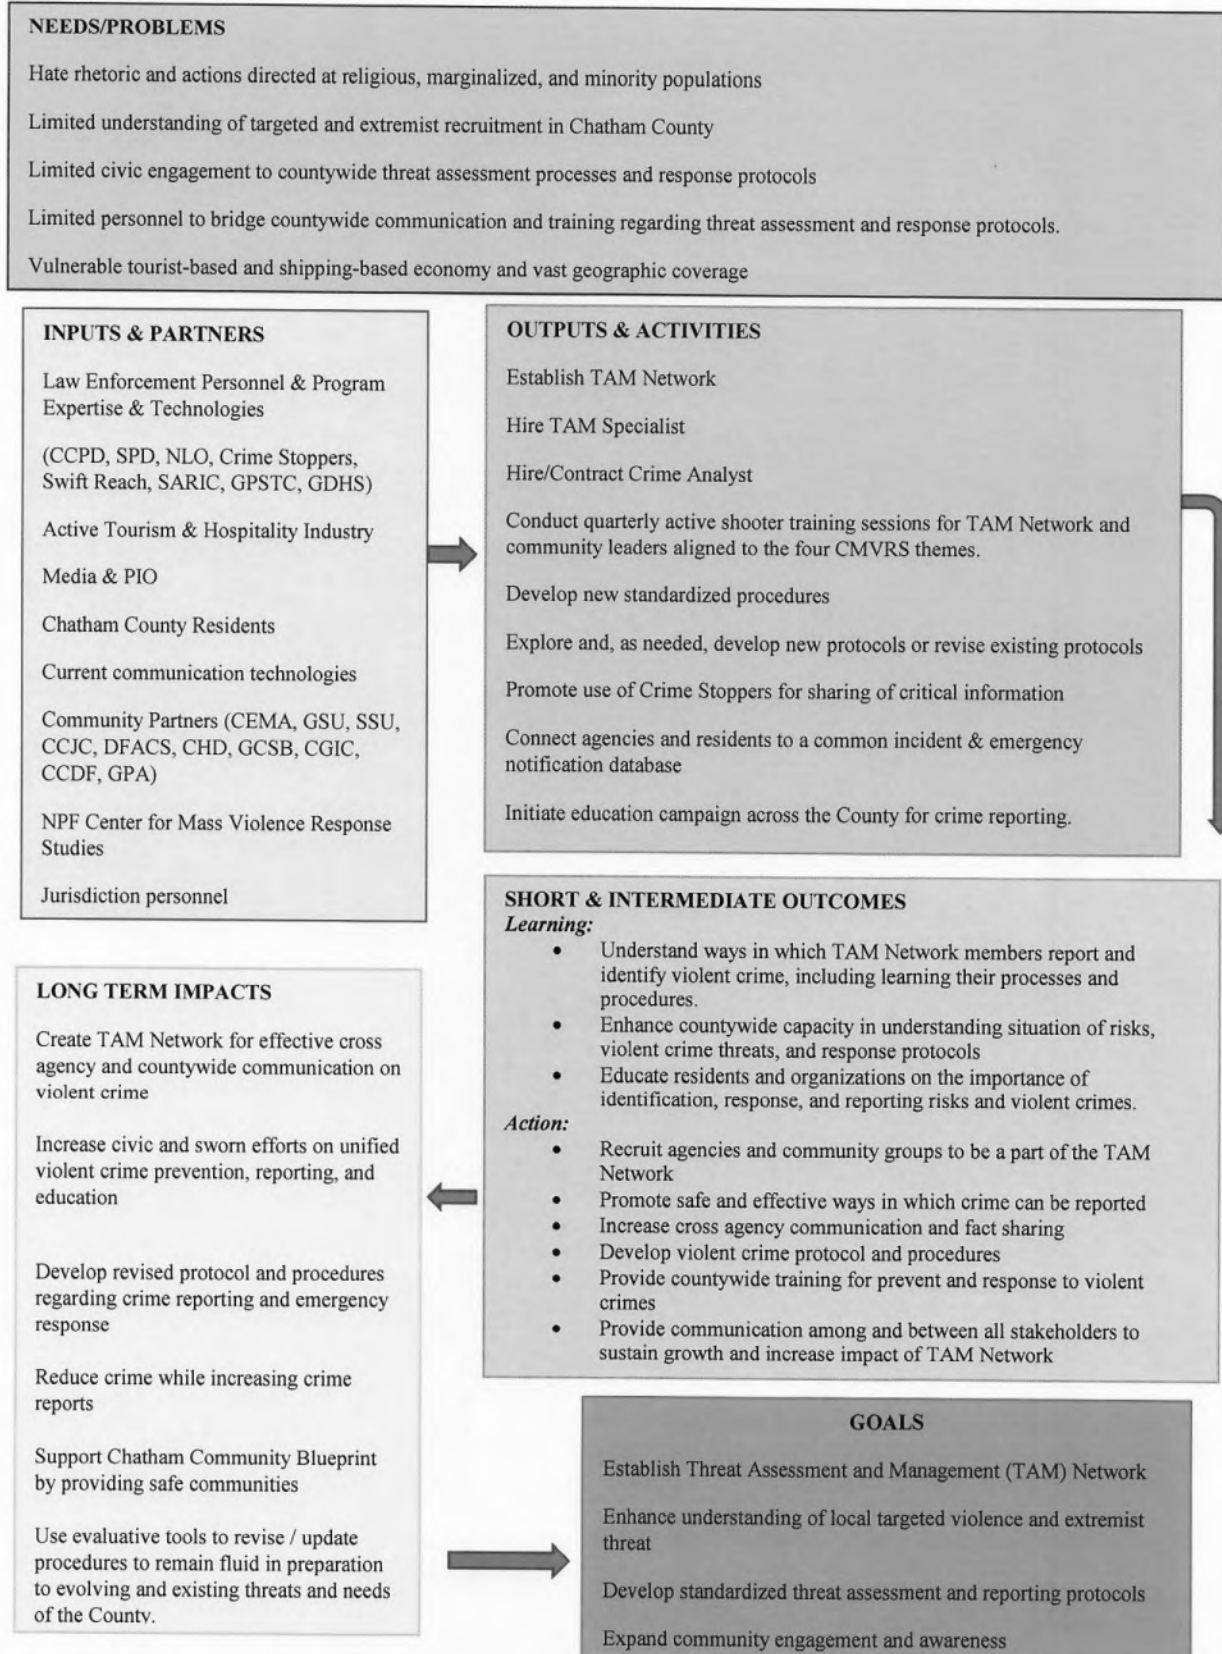 NEEDS/PROBLEMS
Hate rhetoric and actions directed at religious, marginalized, and minority populations
Limited understanding of targeted and extremist recruitment in Chatham County
Limited civic engagement to countywide threat assessment processes and response protocols
Limited personnel to bridge countywide communication and training regarding threat assessment and response protocols.
Vulnerable tourist-based and shipping-based economy and vast geographic coverage
INPUTS & PARTNERS
Law Enforcement Personnel & Program
Expertise & Technologies
(CCPD, SPD, NLO, Crime Stoppers,
Swift Reach, SARIC, GPSTC, GDHS)
Active Tourism & Hospitality Industry
Media & PIO
Chatham County Residents
Current communication technologies
Community Partners (CEMA, GSU, SSU,
CCJC, DFACS, CHD, GCSB, CGIC,
CCDF, GPA)
NPF Center for Mass Violence Response
Studies
Jurisdiction personnel
OUTPUTS & ACTIVITIES
Establish TAM Network
Hire TAM Specialist
Hire/Contract Crime Analyst
Conduct quarterly active shooter training sessions for TAM Network and
community leaders aligned to the four CMVRS themes.
Develop new standardized procedures
Explore and, as needed, develop new protocols or revise existing protocols
Promote use of Crime Stoppers for sharing of critical information
Connect agencies and residents to a common incident & emergency
notification database
Initiate education campaign across the County for crime reporting.
SHORT & INTERMEDIATE OUTCOMES
Learning:
• Understand ways in which TAM Network members report and
identify violent crime, including learning their processes and
procedures.
• Enhance countywide capacity in understanding situation of risks,
violent crime threats, and response protocols
• Educate residents and organizations on the importance of
identification, response, and reporting risks and violent crimes.
Action:
• Recruit agencies and community groups to be a part of the TAM
Network
• Promote safe and effective ways in which crime can be reported
• Increase cross agency communication and fact sharing
• Develop violent crime protocol and procedures
• Provide countywide training for prevent and response to violent
crimes
• Provide communication among and between all stakeholders to
sustain growth and increase impact of TAM Network
LONG TERM IMPACTS
Create TAM Network for effective cross
agency and countywide communication on
violent crime
Increase civic and sworn efforts on unified
violent crime prevention, reporting, and
education
Develop revised protocol and procedures
regarding crime reporting and emergency
response
Reduce crime while increasing crime
reports
Support Chatham Community Blueprint
by providing safe communities
Use evaluative tools to revise / update
procedures to remain fluid in preparation
to evolving and existing threats and needs
of the County.
GOALS
Establish Threat Assessment and Management (TAM) Network
Enhance understanding of local targeted violence and extremist
threat
Develop standardized threat assessment and reporting protocols
Expand community engagement and awareness